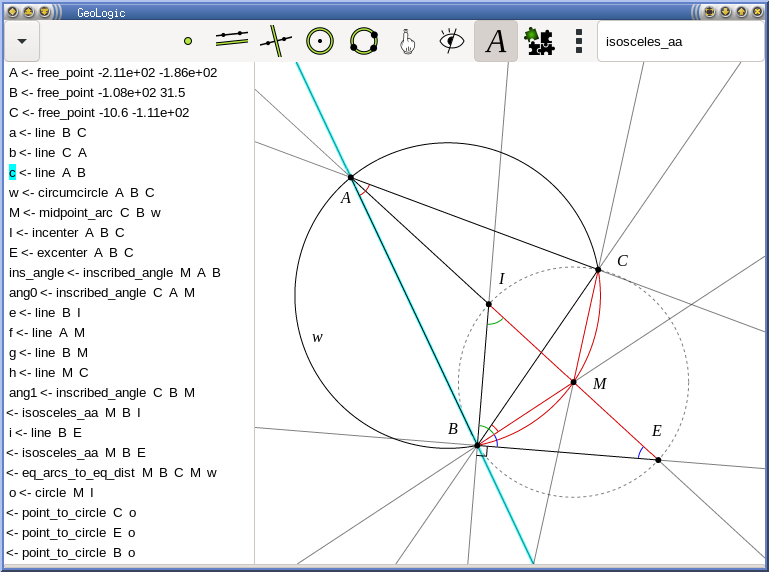 GeoLogic
A isosceles_aa
A <- free_point -2.11e+02 -1.86e+02
B <- free_point -1.08e+02 31.5
C <- free_point -10.6 -1.11e+02
a <- line B C
b <- line C A
c <- line A B
w <- circumcircle A B C
M <- midpoint_arc C B w
I <- incenter A B C
E <- excenter A B C
ins_angle <- inscribed_angle M A B
ang0 <- inscribed_angle C A M
e <- line B I
f <- line A M
g <- line B M
h <- line M C
ang1 <- inscribed_angle C B M
<- isosceles_aa M B I
i <- line B E
<- isosceles_aa M B E
<- eq_arcs_to_eq_dist M B C M w
o <- circle M I
<- point_to_circle C o
<- point_to_circle E o
<- point_to_circle B o
A
C
I
w
M
B
E